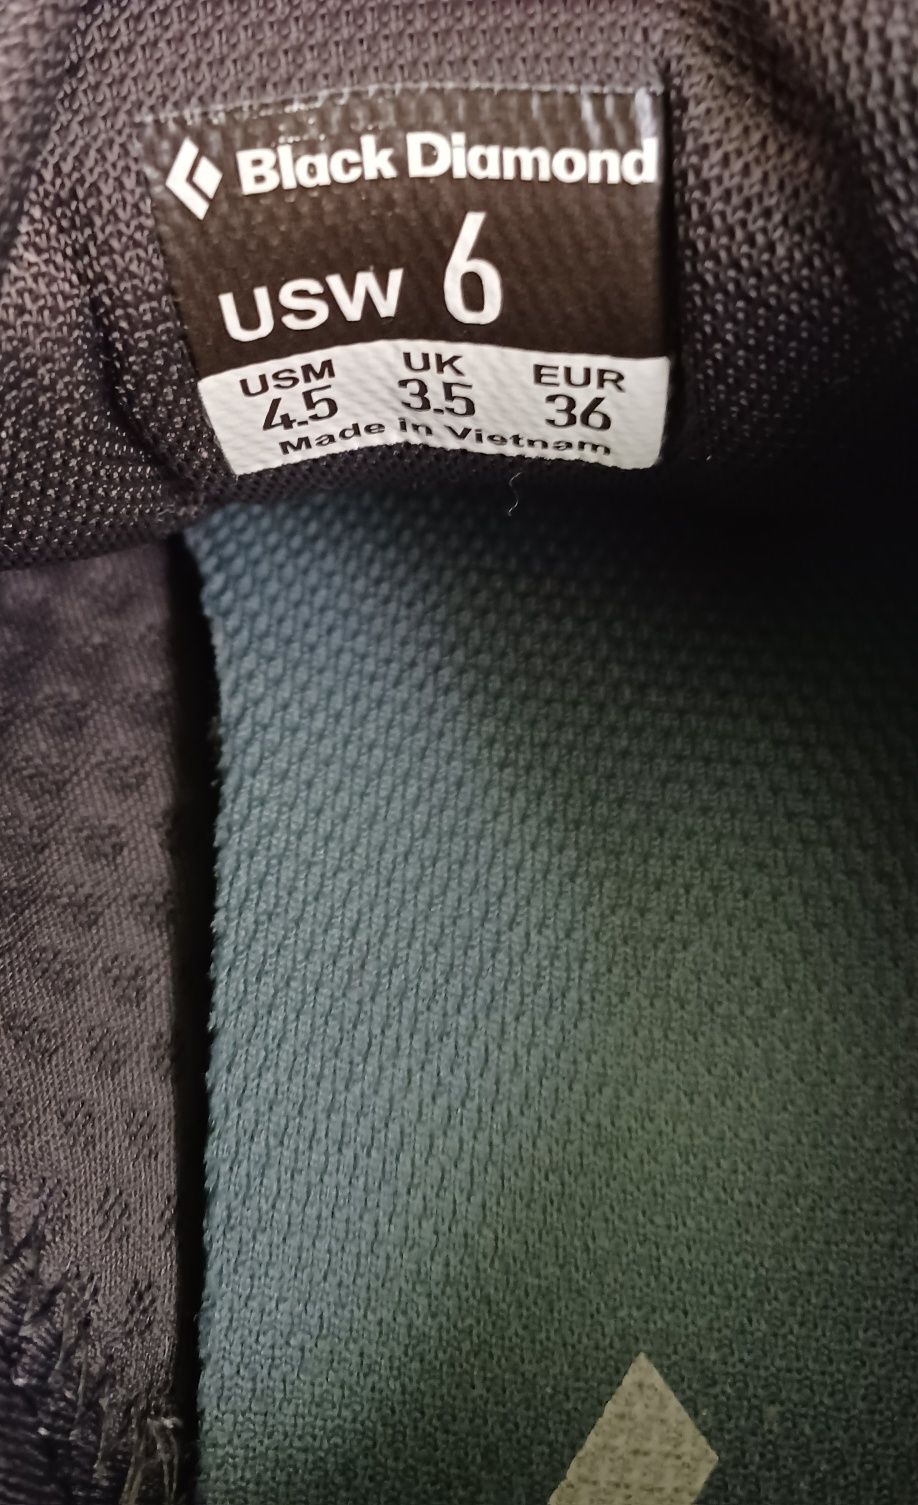 Black Diamond
USW 6
USM UK EUR
4.5 3.5 36
Made in Vietnam